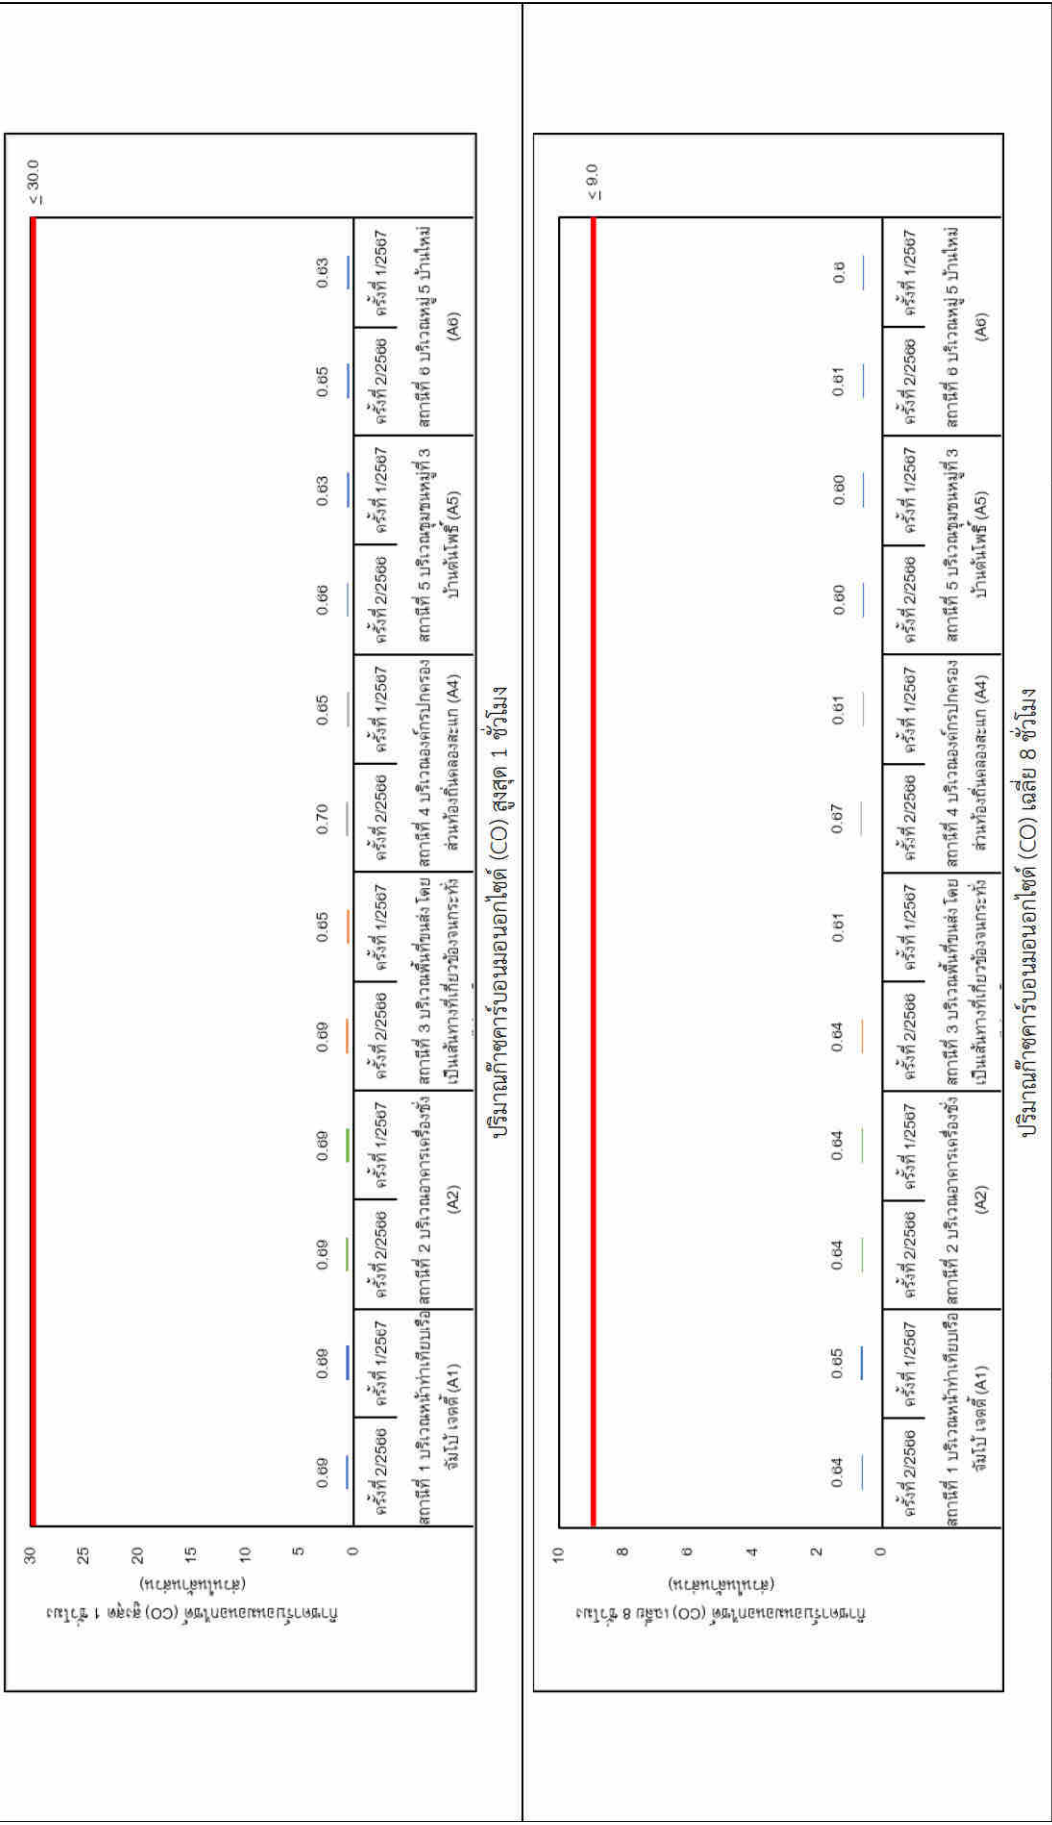 ก๊าซคาร์บอนมอนอกไซด์ (CO) สูงสุด 1 ชั่วโมง
(ส่วนในล้านส่วน)
30
25
20
15
10
5
0
≤ 30.0
0.69 0.69 0.69 0.69 0.69 0.65 0.70 0.65 0.66 0.63 0.65 0.63
ครั้งที่ 2/2566 ครั้งที่ 1/2567 ครั้งที่ 2/2566 ครั้งที่ 1/2567 ครั้งที่ 2/2566 ครั้งที่ 1/2567 ครั้งที่ 2/2566 ครั้งที่ 1/2567 ครั้งที่ 2/2566 ครั้งที่ 1/2567 ครั้งที่ 2/2566 ครั้งที่ 1/2567
สถานีที่ 1 บริเวณหน้าท่าเทียบเรือ
จัมโบ้ เจตตี้ (A1)
สถานีที่ 2 บริเวณอาคารเครื่องชั่ง
(A2)
สถานีที่ 3 บริเวณพื้นที่ขนส่ง โดย
เป็นเส้นทางที่เกี่ยวข้องจนกระทั่ง
สถานีที่ 4 บริเวณองค์กรปกครอง
ส่วนท้องถิ่นคลองสะแก (A4)
สถานีที่ 5 บริเวณชุมชนหมู่ที่ 3
บ้านต้นโพธิ์ (A5)
สถานีที่ 6 บริเวณหมู่ 5 บ้านใหม่
(A6)
ปริมาณก๊าซคาร์บอนมอนอกไซด์ (CO) สูงสุด 1 ชั่วโมง
ก๊าซคาร์บอนมอนอกไซด์ (CO) เฉลี่ย 8 ชั่วโมง
(ส่วนในล้านส่วน)
10
8
6
4
2
0
≤ 9.0
0.64 0.65 0.64 0.64 0.64 0.61 0.67 0.61 0.60 0.60 0.61 0.6
ครั้งที่ 2/2566 ครั้งที่ 1/2567 ครั้งที่ 2/2566 ครั้งที่ 1/2567 ครั้งที่ 2/2566 ครั้งที่ 1/2567 ครั้งที่ 2/2566 ครั้งที่ 1/2567 ครั้งที่ 2/2566 ครั้งที่ 1/2567 ครั้งที่ 2/2566 ครั้งที่ 1/2567
สถานีที่ 1 บริเวณหน้าท่าเทียบเรือ
จัมโบ้ เจตตี้ (A1)
สถานีที่ 2 บริเวณอาคารเครื่องชั่ง
(A2)
สถานีที่ 3 บริเวณพื้นที่ขนส่ง โดย
เป็นเส้นทางที่เกี่ยวข้องจนกระทั่ง
สถานีที่ 4 บริเวณองค์กรปกครอง
ส่วนท้องถิ่นคลองสะแก (A4)
สถานีที่ 5 บริเวณชุมชนหมู่ที่ 3
บ้านต้นโพธิ์ (A5)
สถานีที่ 6 บริเวณหมู่ 5 บ้านใหม่
(A6)
ปริมาณก๊าซคาร์บอนมอนอกไซด์ (CO) เฉลี่ย 8 ชั่วโมง